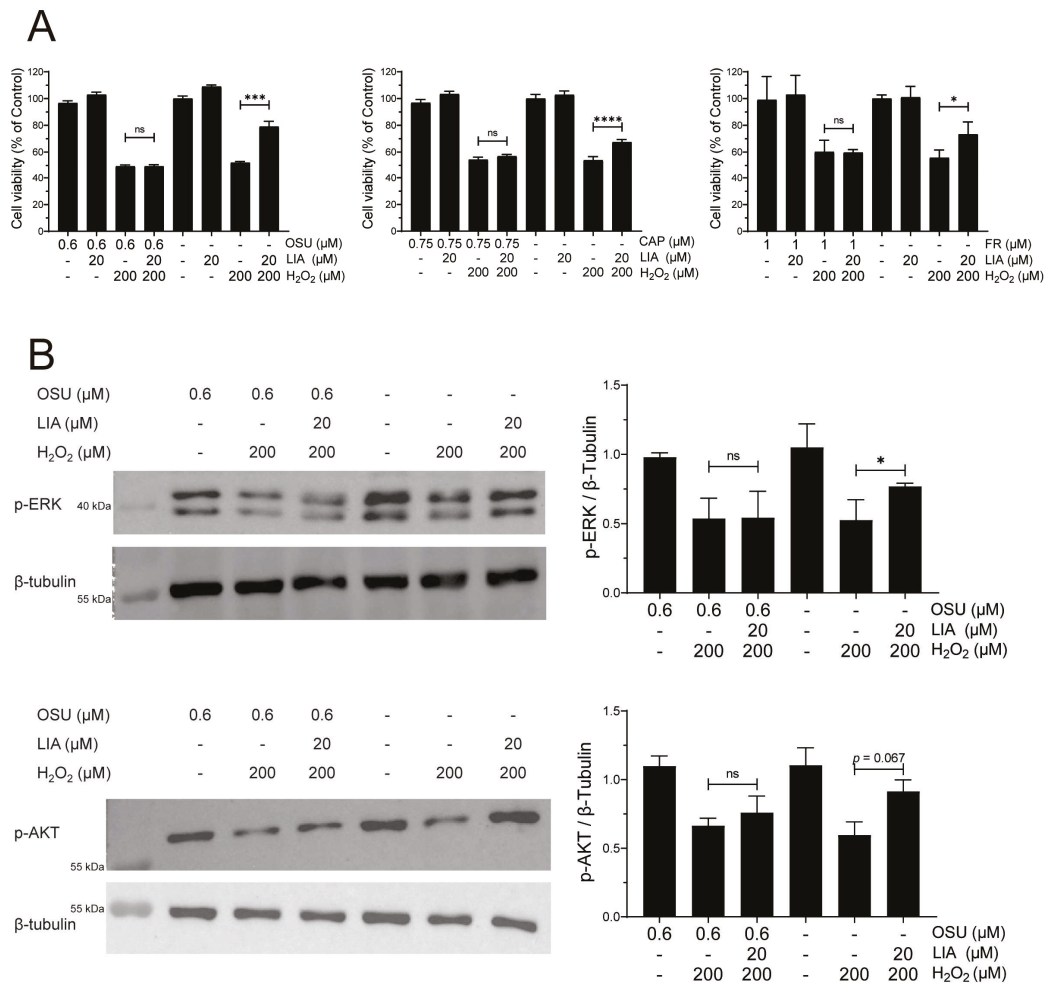 A
Cell viability (% of Control)
120
100
80
60
40
20
0
ns
***
0.6 0.6 0.6 0.6 - - - - OSU (µM)
- 20 - 20 - 20 - 20 LIA (µM)
- - 200 200 - - 200 200 H₂O₂ (µM)
Cell viability (% of Control)
120
100
80
60
40
20
0
ns
****
0.75 0.75 0.75 0.75 - - - - CAP (µM)
- 20 - 20 - 20 - 20 LIA (µM)
- - 200 200 - - 200 200 H₂O₂ (µM)
Cell viability (% of Control)
120
100
80
60
40
20
0
ns
*
1 1 1 1 - - - - FR (µM)
- 20 - 20 - 20 - 20 LIA (µM)
- - 200 200 - - 200 200 H₂O₂ (µM)
B
OSU (µM) 0.6 0.6 0.6 - - -
LIA (µM) - - 20 - - 20
H₂O₂ (µM) - 200 200 - 200 200
p-ERK 40 kDa
β-tubulin
55 kDa
p-ERK / β-Tubulin
1.5
1.0
0.5
0.0
ns
*
0.6 0.6 0.6 - - - OSU (µM)
- - 20 - - 20 LIA (µM)
- 200 200 - 200 200 H₂O₂ (µM)
OSU (µM) 0.6 0.6 0.6 - - -
LIA (µM) - - 20 - - 20
H₂O₂ (µM) - 200 200 - 200 200
p-AKT
55 kDa
55 kDa
β-tubulin
p-AKT / β-Tubulin
1.5
1.0
0.5
0.0
ns
p = 0.067
0.6 0.6 0.6 - - - OSU (µM)
- - 20 - - 20 LIA (µM)
- 200 200 - 200 200 H₂O₂ (µM)